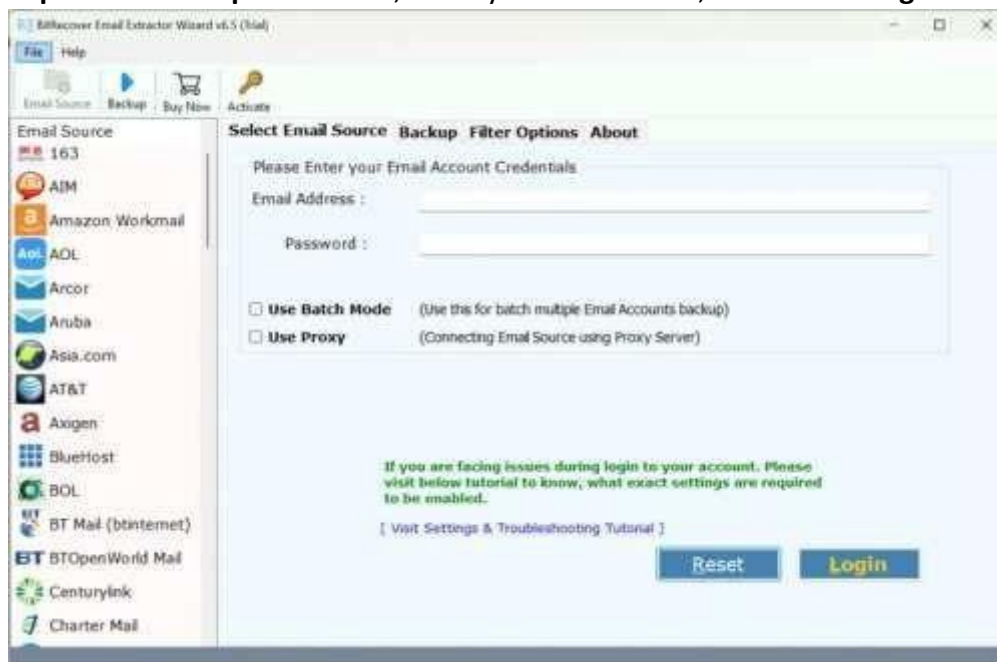 BitRecover Email Extractor Wizard v6.5 (Trial)
File Help
Email Source Backup Buy Now Activate
Email Source
163
AIM
Amazon Workmail
AOL
Arcor
Aruba
Asia.com
AT&T
Axigen
BlueHost
BOL
BT Mail (btinternet)
BTOpenWorld Mail
Centurylink
Charter Mail
Select Email Source Backup Filter Options About
Please Enter your Email Account Credentials
Email Address :
Password :
Use Batch Mode (Use this for batch multiple Email Accounts backup)
Use Proxy (Connecting Email Source using Proxy Server)
If you are facing issues during login to your account. Please
visit below tutorial to know, what exact settings are required
to be enabled.
[ Visit Settings & Troubleshooting Tutorial ]
Reset Login